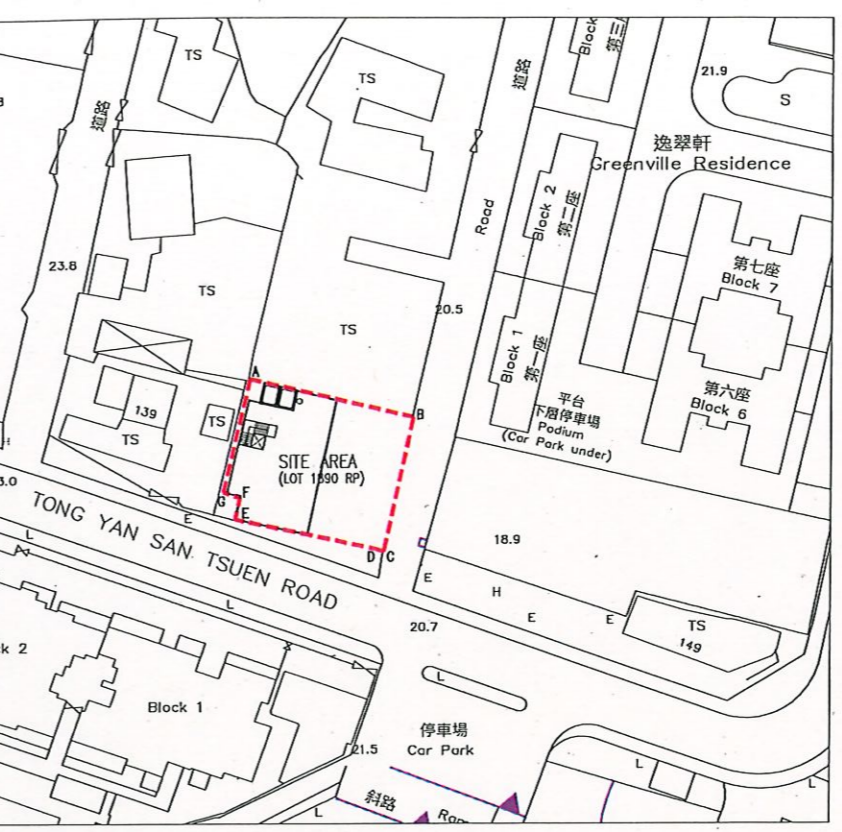 TS
道路
TS
道路
Block
第三
21.9
S
逸翠軒
Greenville Residence
Block 2
第二座
Road
23.8
TS
第七座
Block 7
20.5
TS
Block 1
第一座
A
B
139
TS
TS
平台
下層停車場
Podium
(Car Park under)
第六座
Block 6
SITE AREA
(LOT 1890 RP)
G
F
E
D
C
TONG YAN SAN TSUEN ROAD
E
L
L
18.9
E
H
E
E
TS
149
20.7
Block 1
L
停車場
Car Park
21.5
L
L
L
斜路